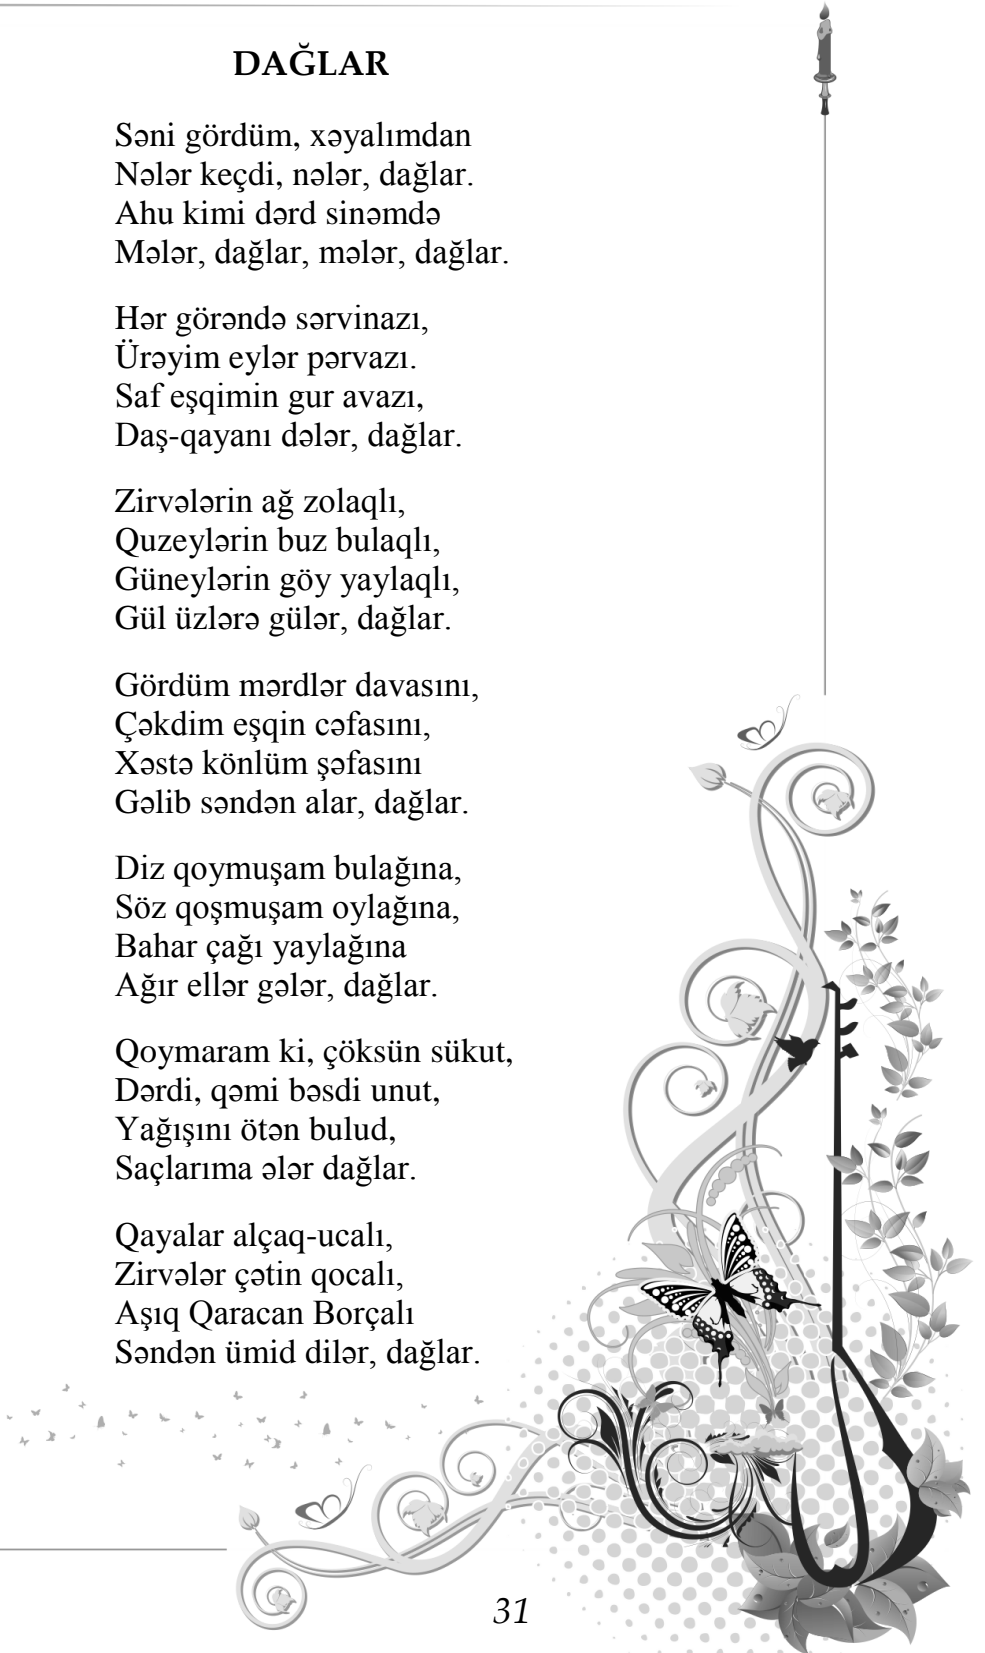 DAĞLAR
Səni gördüm, xəyalımdan
Nələr keçdi, nələr, dağlar.
Ahu kimi dərd sinəmdə
Mələr, dağlar, mələr, dağlar.
Hər görəndə sərvinazı,
Ürəyim eylər pərvazı.
Saf eşqimin gur avazı,
Daş-qayanı dələr, dağlar.
Zirvələrin ağ zolaqlı,
Quzeylərin buz bulaqlı,
Güneylərin göy yaylaqlı,
Gül üzlərə gülər, dağlar.
Gördüm mərdlər davasını,
Çəkdim eşqin cəfasını,
Xəstə könlüm şəfasını
Gəlib səndən alar, dağlar.
Diz qoymuşam bulağına,
Söz qoşmuşam oylağına,
Bahar çağı yaylağına
Ağır ellər gələr, dağlar.
Qoymaram ki, çöksün sükut,
Dərdi, qəmi bəsdi unut,
Yağışını ötən bulud,
Saçlarıma ələr dağlar.
Qayalar alçaq-ucalı,
Zirvələr çətin qocalı,
Aşıq Qaracan Borçalı
Səndən ümid dilər, dağlar.
31